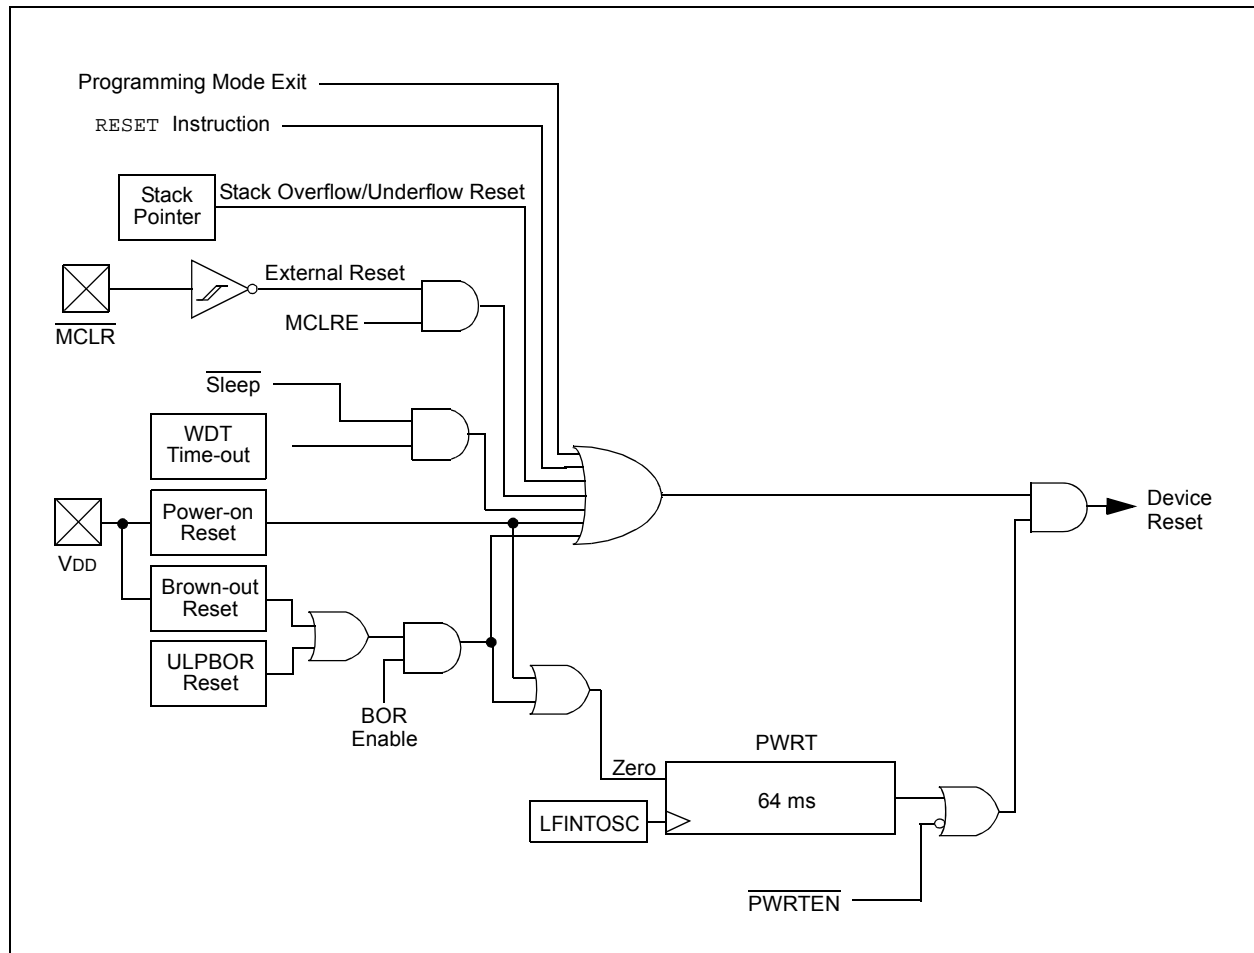 Programming Mode Exit
RESET Instruction
Stack
Pointer
Stack Overflow/Underflow Reset
External Reset
MCLR
MCLRE
Sleep
WDT
Time-out
Power-on
Reset
VDD
Device
Reset
Brown-out
Reset
ULPBOR
Reset
BOR
Enable
PWRT
Zero
64 ms
LFINTOSC
PWRTEN